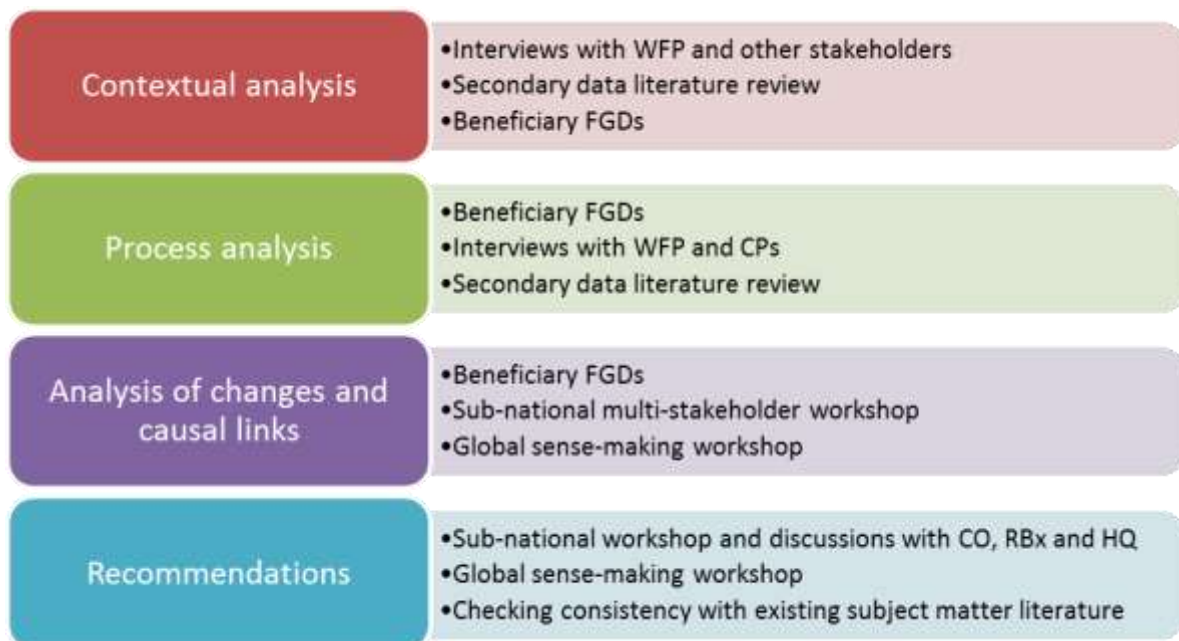 Contextual analysis
•Interviews with WFP and other stakeholders
•Secondary data literature review
•Beneficiary FGDs
Process analysis
•Beneficiary FGDs
•Interviews with WFP and CPs
•Secondary data literature review
Analysis of changes and
causal links
•Beneficiary FGDs
•Sub-national multi-stakeholder workshop
•Global sense-making workshop
Recommendations
•Sub-national workshop and discussions with CO, RBx and HQ
•Global sense-making workshop
•Checking consistency with existing subject matter literature